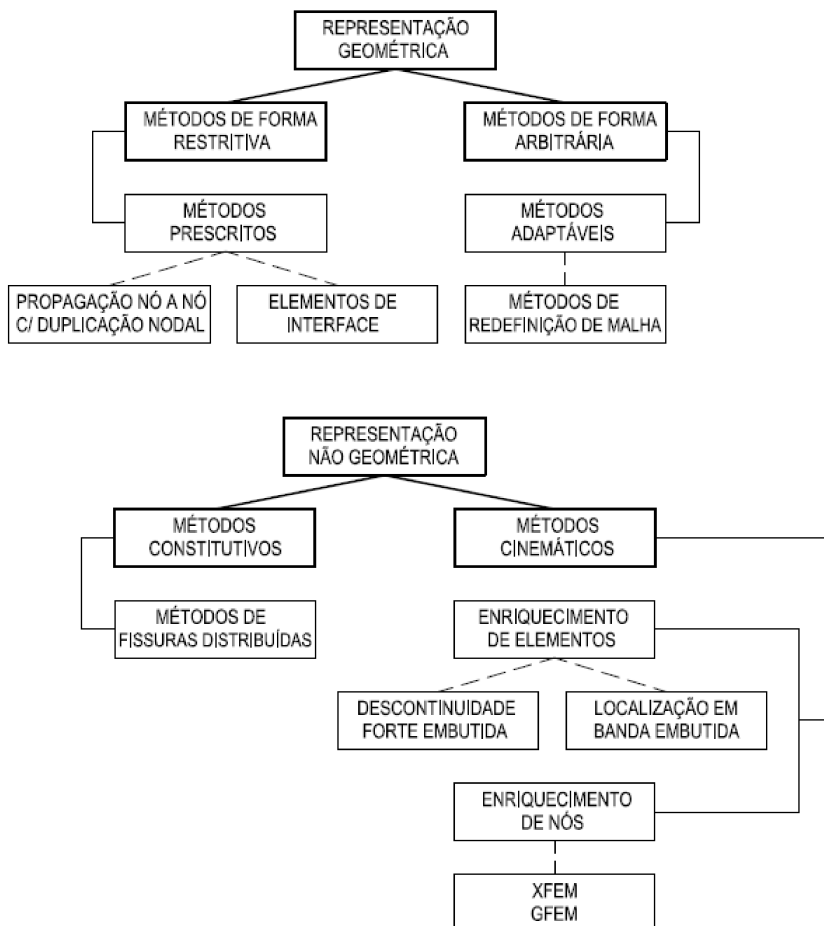 REPRESENTAÇÃO
GEOMÉTRICA
MÉTODOS DE FORMA
RESTRITIVA
MÉTODOS DE FORMA
ARBITRÁRIA
MÉTODOS
PRESCRITOS
MÉTODOS
ADAPTÁVEIS
PROPAGAÇÃO NÓ A NÓ
C/ DUPLICAÇÃO NODAL
ELEMENTOS DE
INTERFACE
MÉTODOS DE
REDEFINIÇÃO DE MALHA
REPRESENTAÇÃO
NÃO GEOMÉTRICA
MÉTODOS
CONSTITUTIVOS
MÉTODOS
CINEMÁTICOS
MÉTODOS DE
FISSURAS DISTRIBUÍDAS
ENRIQUECIMENTO
DE ELEMENTOS
DESCONTINUIDADE
FORTE EMBUTIDA
LOCALIZAÇÃO EM
BANDA EMBUTIDA
ENRIQUECIMENTO
DE NÓS
XFEM
GFEM